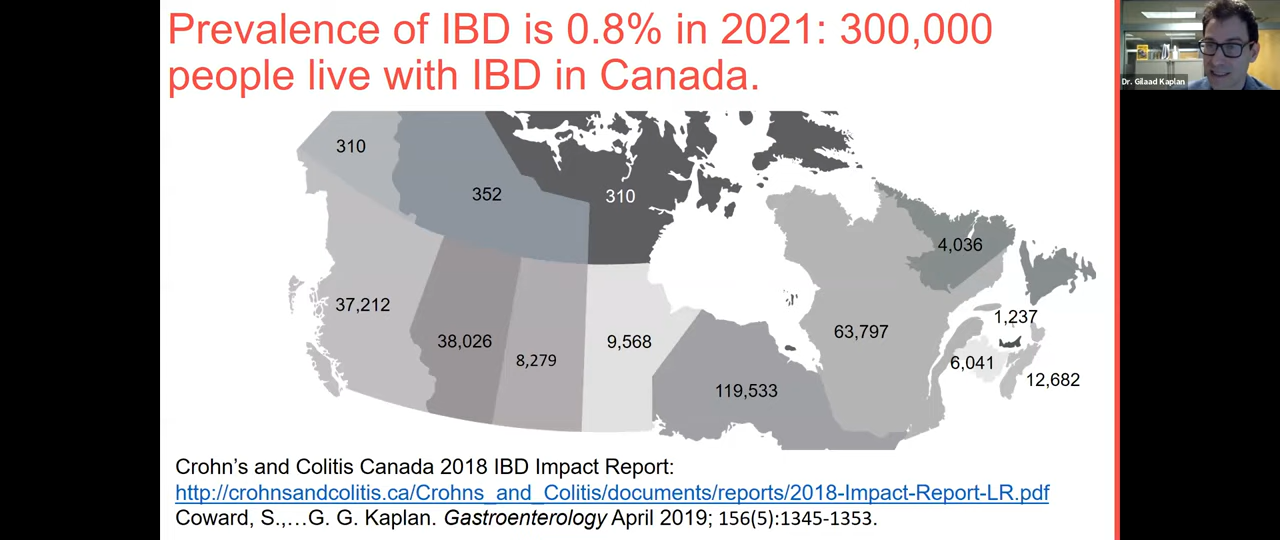 Prevalence of IBD is 0.8% in 2021: 300,000
people live with IBD in Canada.
Dr. Gilaad Kaplan
310
352
310
4,036
37,212
38,026
8,279
9,568
119,533
63,797
1,237
6,041
12,682
Crohn's and Colitis Canada 2018 IBD Impact Report:
http://crohnsandcolitis.ca/Crohns_and_Colitis/documents/reports/2018-Impact-Report-LR.pdf
Coward, S.,…G. G. Kaplan. Gastroenterology April 2019; 156(5):1345-1353.